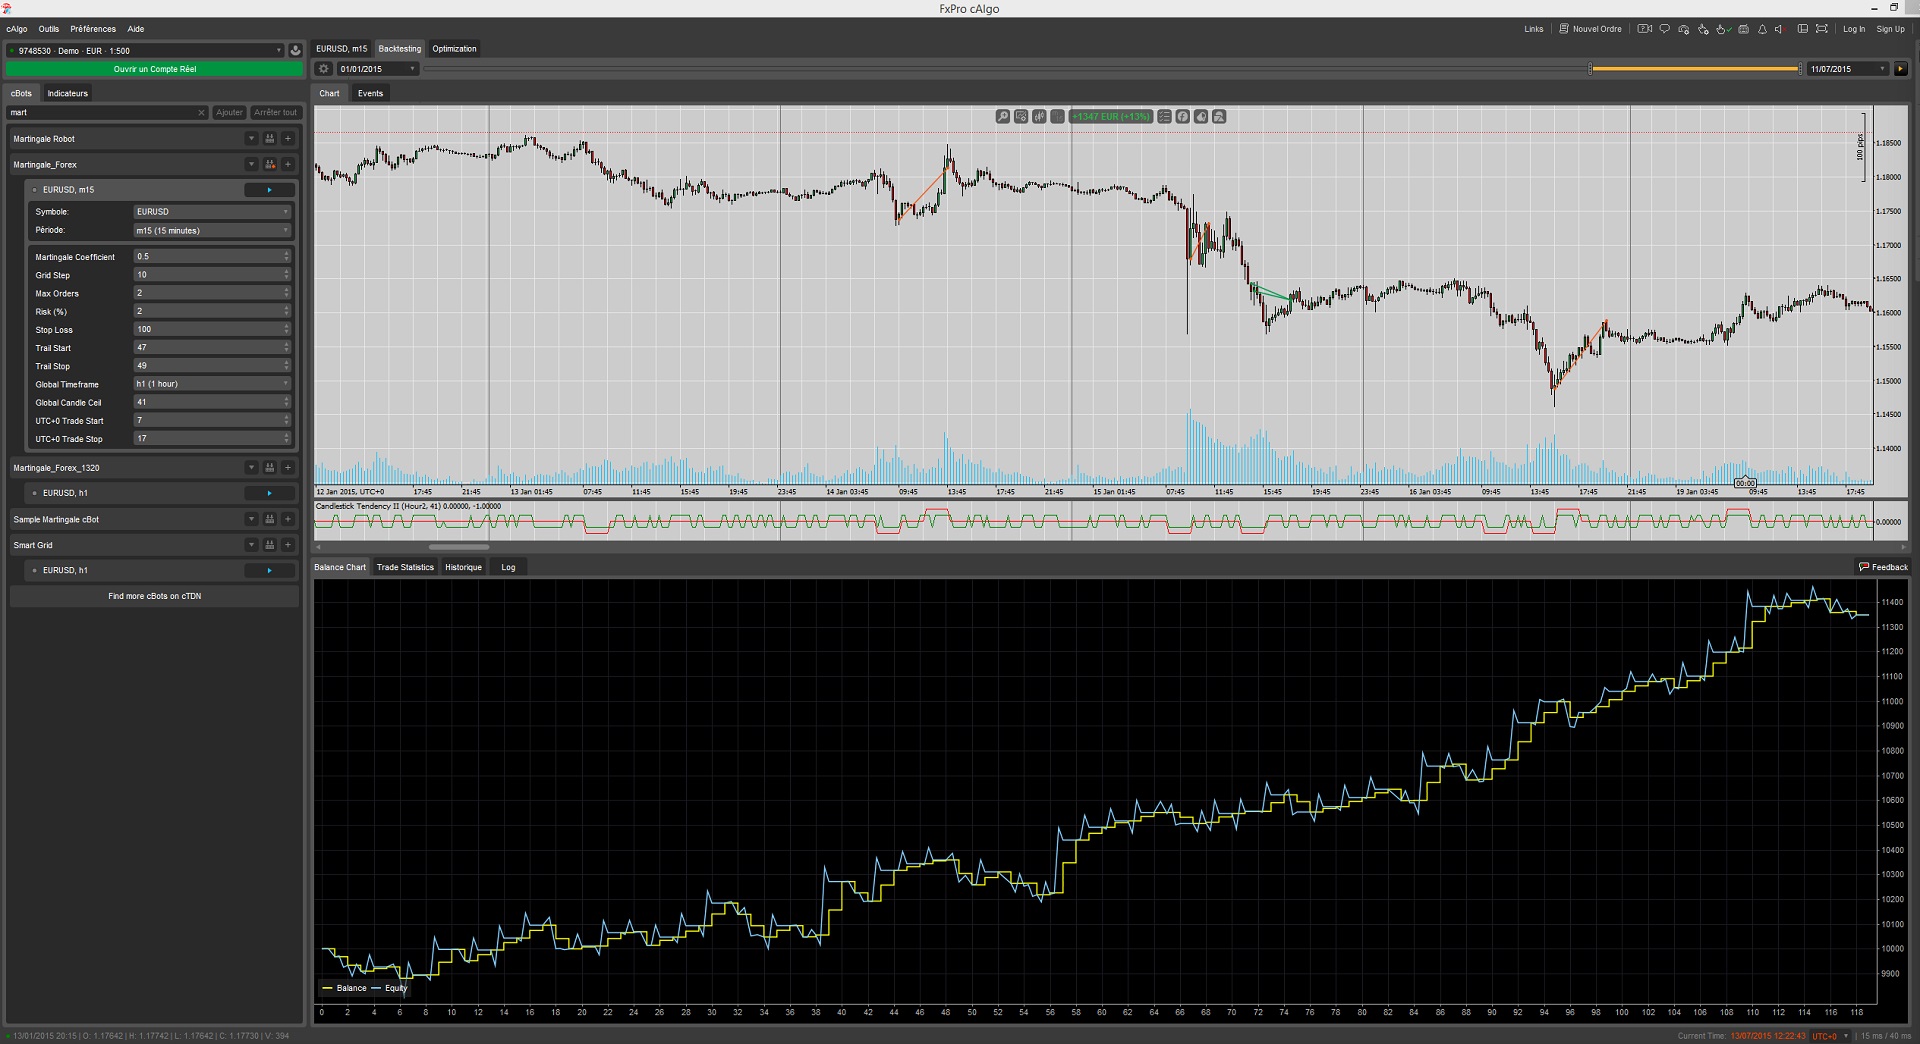 FxPro cAlgo
cAlgo Outils Préférences Aide
Links Nouvel Ordre Log In Sign Up
9748530 · Demo · EUR · 1:500
Ouvrir un Compte Réel
EURUSD, m15 Backtesting Optimization
01/01/2015 11/07/2015
cBots Indicateurs
Chart Events
mart Ajouter Arrêter tout
Martingale Robot
Martingale_Forex
EURUSD, m15
Symbole: EURUSD
Période: m15 (15 minutes)
Martingale Coefficient 0.5
Grid Step 10
Max Orders 2
Risk (%) 2
Stop Loss 100
Trail Start 47
Trail Stop 49
Global Timeframe h1 (1 hour)
Global Candle Ceil 41
UTC+0 Trade Start 7
UTC+0 Trade Stop 17
Martingale_Forex_1320
EURUSD, h1
Sample Martingale cBot
Smart Grid
EURUSD, h1
Find more cBots on cTDN
+1347 EUR (+13%)
100 pips
1.18500
1.18000
1.17500
1.17000
1.16500
1.16000
1.15500
1.15000
1.14500
1.14000
00:00
12 Jan 2015, UTC+0 17:45 21:45 13 Jan 01:45 07:45 11:45 15:45 19:45 23:45 14 Jan 03:45 09:45 13:45 17:45 21:45 15 Jan 01:45 07:45 11:45 15:45 19:45 23:45 16 Jan 03:45 09:45 13:45 17:45 21:45 19 Jan 03:45 09:45 13:45 17:45
Candlestick Tendency II (Hour2, 41) 0.00000, -1.00000
0.00000
Balance Chart Trade Statistics Historique Log
Feedback
11400
11300
11200
11100
11000
10900
10800
10700
10600
10500
10400
10300
10200
10100
10000
9900
Balance Equity
0 2 4 6 8 10 12 14 16 18 20 22 24 26 28 30 32 34 36 38 40 42 44 46 48 50 52 54 56 58 60 62 64 66 68 70 72 74 76 78 80 82 84 86 88 90 92 94 96 98 100 102 104 106 108 110 112 114 116 118
13/01/2015 20:15 | O: 1.17642 | H: 1.17742 | L: 1.17642 | C: 1.17730 | V: 394
Current Time: 13/07/2015 12:22:43 UTC+0 | 15 ms / 40 ms